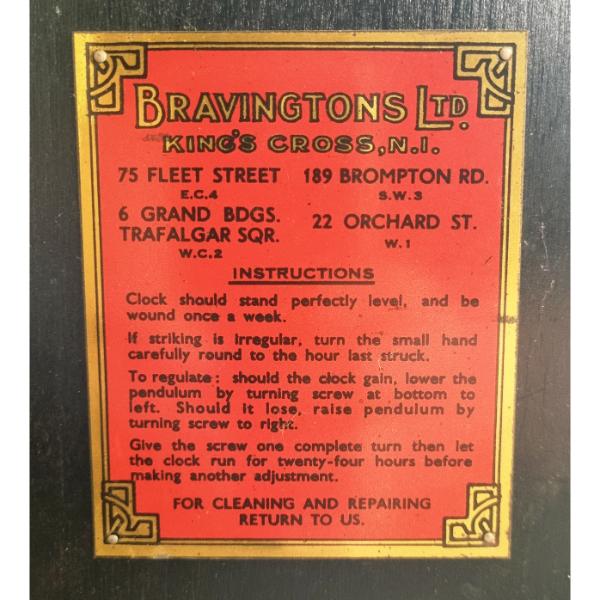 BRAVINGTONS LTD.
KING'S CROSS, N.I.
75 FLEET STREET 189 BROMPTON RD.
E.C.4 S.W.3
6 GRAND BDGS. 22 ORCHARD ST.
TRAFALGAR SQR. W.1
W.C.2
INSTRUCTIONS
Clock should stand perfectly level, and be
wound once a week.
If striking is irregular, turn the small hand
carefully round to the hour last struck.
To regulate: should the clock gain, lower the
pendulum by turning screw at bottom to
left. Should it lose, raise pendulum by
turning screw to right.
Give the screw one complete turn then let
the clock run for twenty-four hours before
making another adjustment.
FOR CLEANING AND REPAIRING
RETURN TO US.